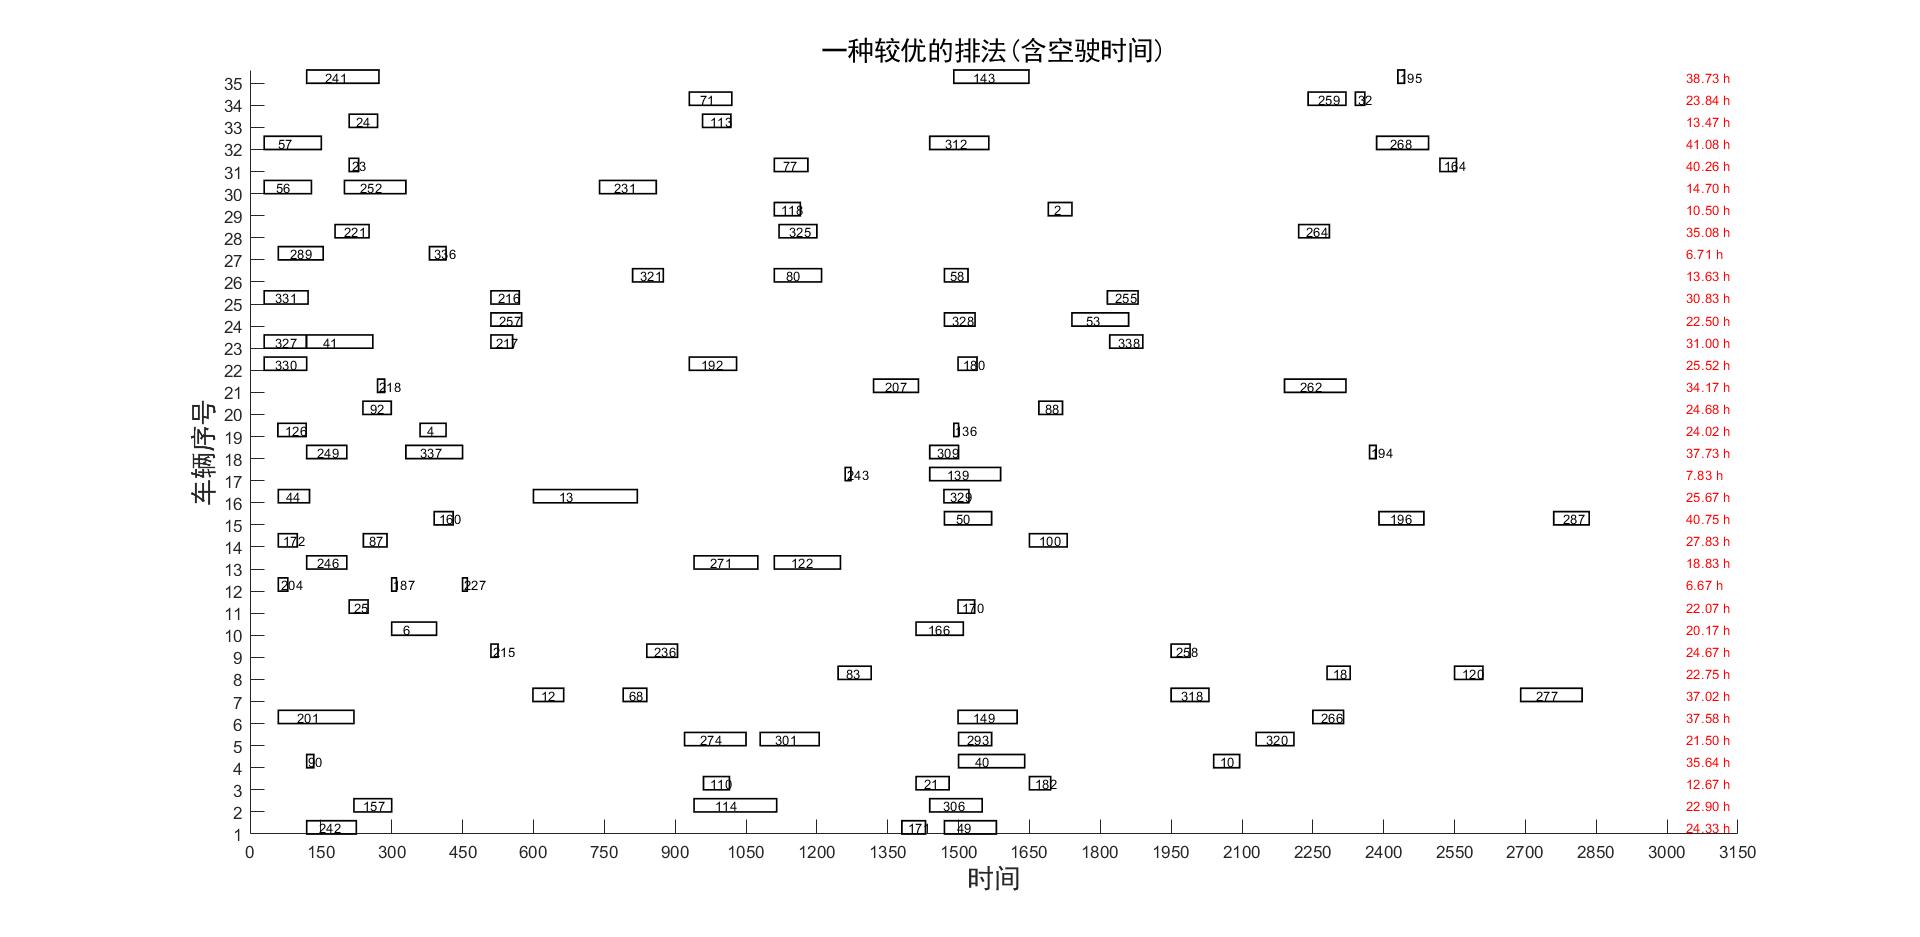 一种较优的排法(含空驶时间)
车辆序号
35 241 143 195 38.73 h
34 71 259 32 23.84 h
33 24 113 13.47 h
32 57 312 268 41.08 h
31 23 77 164 40.26 h
30 56 252 231 14.70 h
29 118 2 10.50 h
28 221 325 264 35.08 h
27 289 336 6.71 h
26 321 80 58 13.63 h
25 331 216 255 30.83 h
24 257 328 53 22.50 h
23 327 41 217 338 31.00 h
22 330 192 180 25.52 h
21 218 207 262 34.17 h
20 92 88 24.68 h
19 126 4 136 24.02 h
18 249 337 309 194 37.73 h
17 243 139 7.83 h
16 44 13 329 25.67 h
15 160 50 196 287 40.75 h
14 172 87 100 27.83 h
13 246 271 122 18.83 h
12 204 187 227 6.67 h
11 25 170 22.07 h
10 6 166 20.17 h
9 215 236 258 24.67 h
8 83 18 120 22.75 h
7 12 68 318 277 37.02 h
6 201 149 266 37.58 h
5 274 301 293 320 21.50 h
4 90 40 10 35.64 h
3 110 21 182 12.67 h
2 157 114 306 22.90 h
1 242 171 49 24.33 h
0 150 300 450 600 750 900 1050 1200 1350 1500 1650 1800 1950 2100 2250 2400 2550 2700 2850 3000 3150
时间